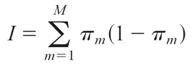 I = \sum_{m=1}^{M} \pi_m (1 - \pi_m)